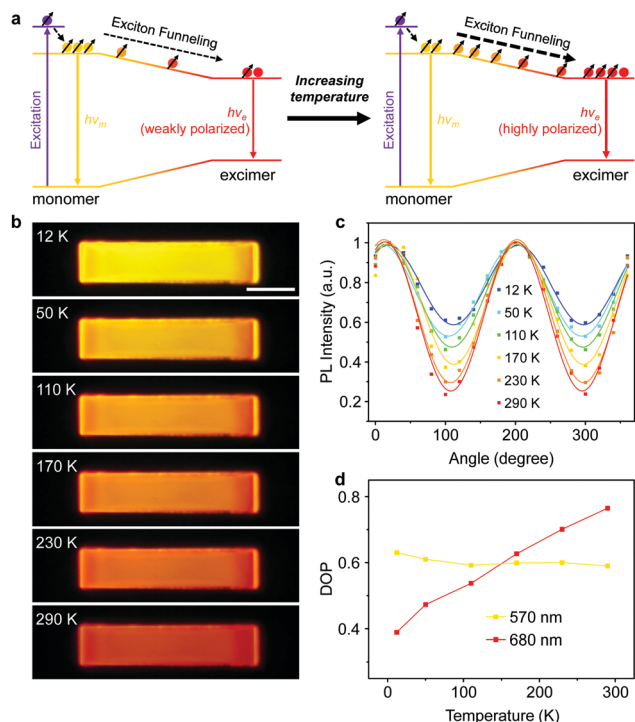 a
Exciton Funneling
Excitation
hνm
hνe
(weakly polarized)
monomer
excimer
Increasing
temperature
Exciton Funneling
Excitation
hνm
hνe
(highly polarized)
monomer
excimer
b
12 K
50 K
110 K
170 K
230 K
290 K
c
PL Intensity (a.u.)
1
0.8
0.6
0.4
0.2
12 K
50 K
110 K
170 K
230 K
290 K
0 100 200 300
Angle (degree)
d
DOP
0.8
0.6
0.4
570 nm
680 nm
0 100 200 300
Temperature (K)